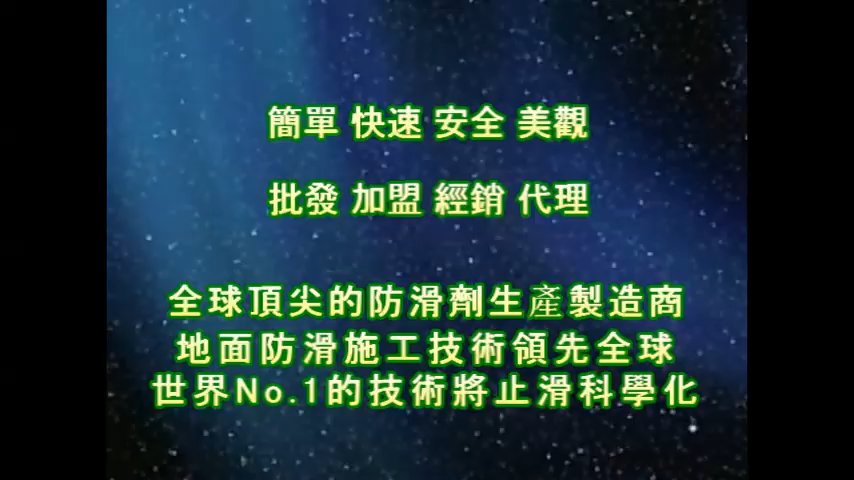 簡單 快速 安全 美觀
批發 加盟 經銷 代理
全球頂尖的防滑劑生產製造商
地面防滑施工技術領先全球
世界No.1的技術將止滑科學化